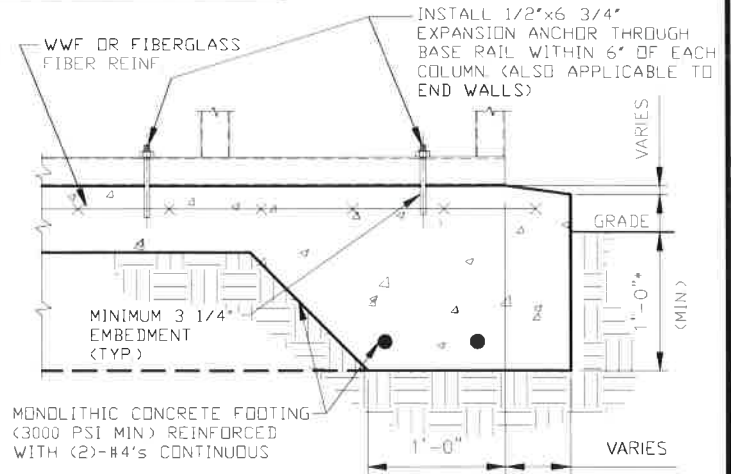 INSTALL 1/2"x6 3/4"
EXPANSION ANCHOR THROUGH
BASE RAIL WITHIN 6" OF EACH
COLUMN (ALSO APPLICABLE TO
END WALLS)
WWF OR FIBERGLASS
FIBER REINF
VARIES
GRADE
1'-0"*
(MIN)
MINIMUM 3 1/4"
EMBEDMENT
(TYP.)
MONOLITHIC CONCRETE FOOTING
(3000 PSI MIN) REINFORCED
WITH (2)-#4's CONTINUOUS
1'-0"
VARIES